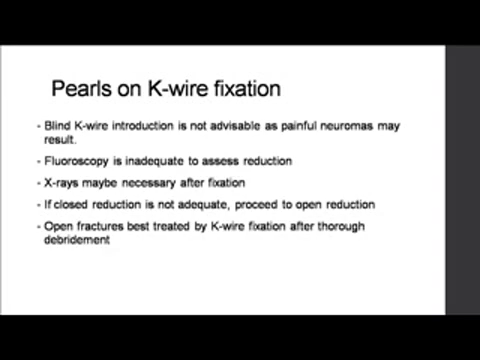 Pearls on K-wire fixation
• Blind K-wire introduction is not advisable as painful neuromas may
result.
• Fluoroscopy is inadequate to assess reduction
• X-rays maybe necessary after fixation
• If closed reduction is not adequate, proceed to open reduction
• Open fractures best treated by K-wire fixation after thorough
debridement